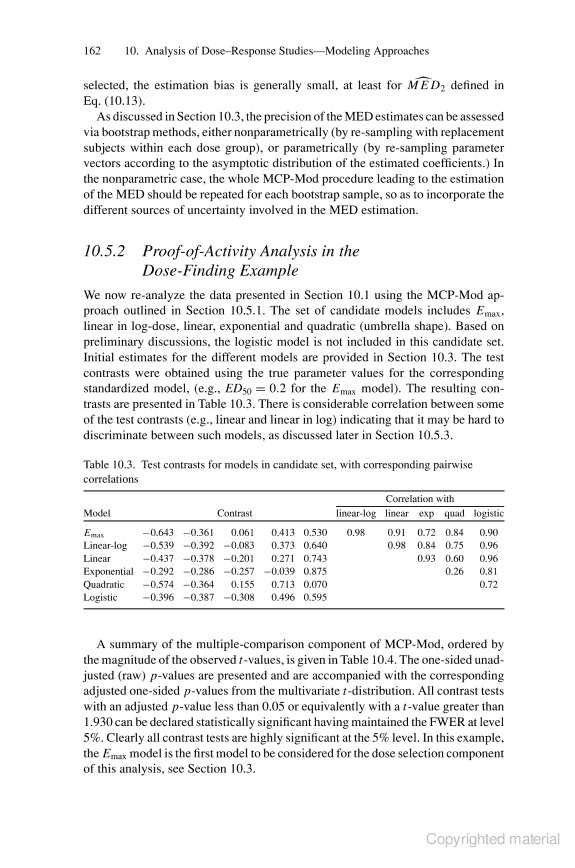 162 10. Analysis of Dose–Response Studies—Modeling Approaches
selected, the estimation bias is generally small, at least for M̂ED₂ defined in
Eq. (10.13).
As discussed in Section 10.3, the precision of the MED estimates can be assessed
via bootstrap methods, either nonparametrically (by re-sampling with replacement
subjects within each dose group), or parametrically (by re-sampling parameter
vectors according to the asymptotic distribution of the estimated coefficients.) In
the nonparametric case, the whole MCP-Mod procedure leading to the estimation
of the MED should be repeated for each bootstrap sample, so as to incorporate the
different sources of uncertainty involved in the MED estimation.
10.5.2 Proof-of-Activity Analysis in the
Dose-Finding Example
We now re-analyze the data presented in Section 10.1 using the MCP-Mod ap-
proach outlined in Section 10.5.1. The set of candidate models includes Emax,
linear in log-dose, linear, exponential and quadratic (umbrella shape). Based on
preliminary discussions, the logistic model is not included in this candidate set.
Initial estimates for the different models are provided in Section 10.3. The test
contrasts were obtained using the true parameter values for the corresponding
standardized model, (e.g., ED50 = 0.2 for the Emax model). The resulting con-
trasts are presented in Table 10.3. There is considerable correlation between some
of the test contrasts (e.g., linear and linear in log) indicating that it may be hard to
discriminate between such models, as discussed later in Section 10.5.3.
Table 10.3. Test contrasts for models in candidate set, with corresponding pairwise
correlations
Correlation with
Model Contrast linear-log linear exp quad logistic
Emax −0.643 −0.361 0.061 0.413 0.530 0.98 0.91 0.72 0.84 0.90
Linear-log −0.539 −0.392 −0.083 0.373 0.640 0.98 0.84 0.75 0.96
Linear −0.437 −0.378 −0.201 0.271 0.743 0.93 0.60 0.96
Exponential −0.292 −0.286 −0.257 −0.039 0.875 0.26 0.81
Quadratic −0.574 −0.364 0.155 0.713 0.070 0.72
Logistic −0.396 −0.387 −0.308 0.496 0.595
A summary of the multiple-comparison component of MCP-Mod, ordered by
the magnitude of the observed t-values, is given in Table 10.4. The one-sided unad-
justed (raw) p-values are presented and are accompanied with the corresponding
adjusted one-sided p-values from the multivariate t-distribution. All contrast tests
with an adjusted p-value less than 0.05 or equivalently with a t-value greater than
1.930 can be declared statistically significant having maintained the FWER at level
5%. Clearly all contrast tests are highly significant at the 5% level. In this example,
the Emax model is the first model to be considered for the dose selection component
of this analysis, see Section 10.3.
Copyrighted material